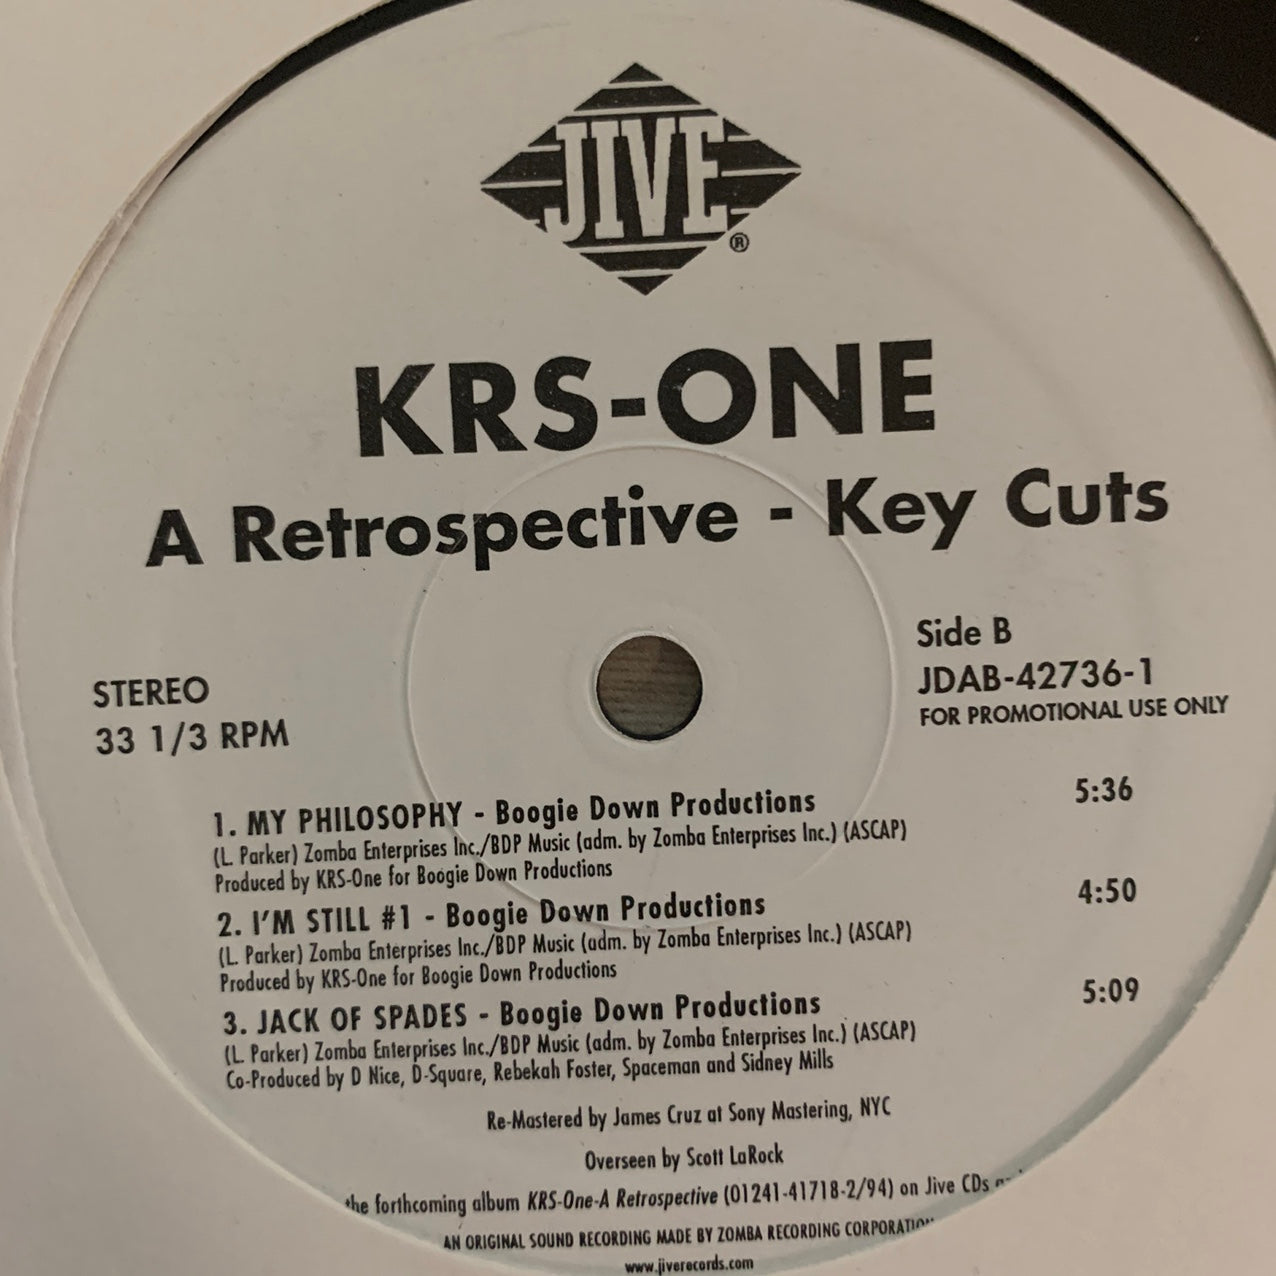 JIVE
®
KRS-ONE
A Retrospective - Key Cuts
Side B
STEREO
JDAB-42736-1
33 1/3 RPM
FOR PROMOTIONAL USE ONLY
1. MY PHILOSOPHY - Boogie Down Productions 5:36
(L. Parker) Zomba Enterprises Inc./BDP Music (adm. by Zomba Enterprises Inc.) (ASCAP)
Produced by KRS-One for Boogie Down Productions
2. I'M STILL #1 - Boogie Down Productions 4:50
(L. Parker) Zomba Enterprises Inc./BDP Music (adm. by Zomba Enterprises Inc.) (ASCAP)
Produced by KRS-One for Boogie Down Productions
3. JACK OF SPADES - Boogie Down Productions 5:09
(L. Parker) Zomba Enterprises Inc./BDP Music (adm. by Zomba Enterprises Inc.) (ASCAP)
Co-Produced by D Nice, D-Square, Rebekah Foster, Spaceman and Sidney Mills
Re-Mastered by James Cruz at Sony Mastering, NYC
Overseen by Scott LaRock
the forthcoming album KRS-One-A Retrospective (01241-41718-2/94) on Jive CDs
AN ORIGINAL SOUND RECORDING MADE BY ZOMBA RECORDING CORPORATION
www.jiverecords.com